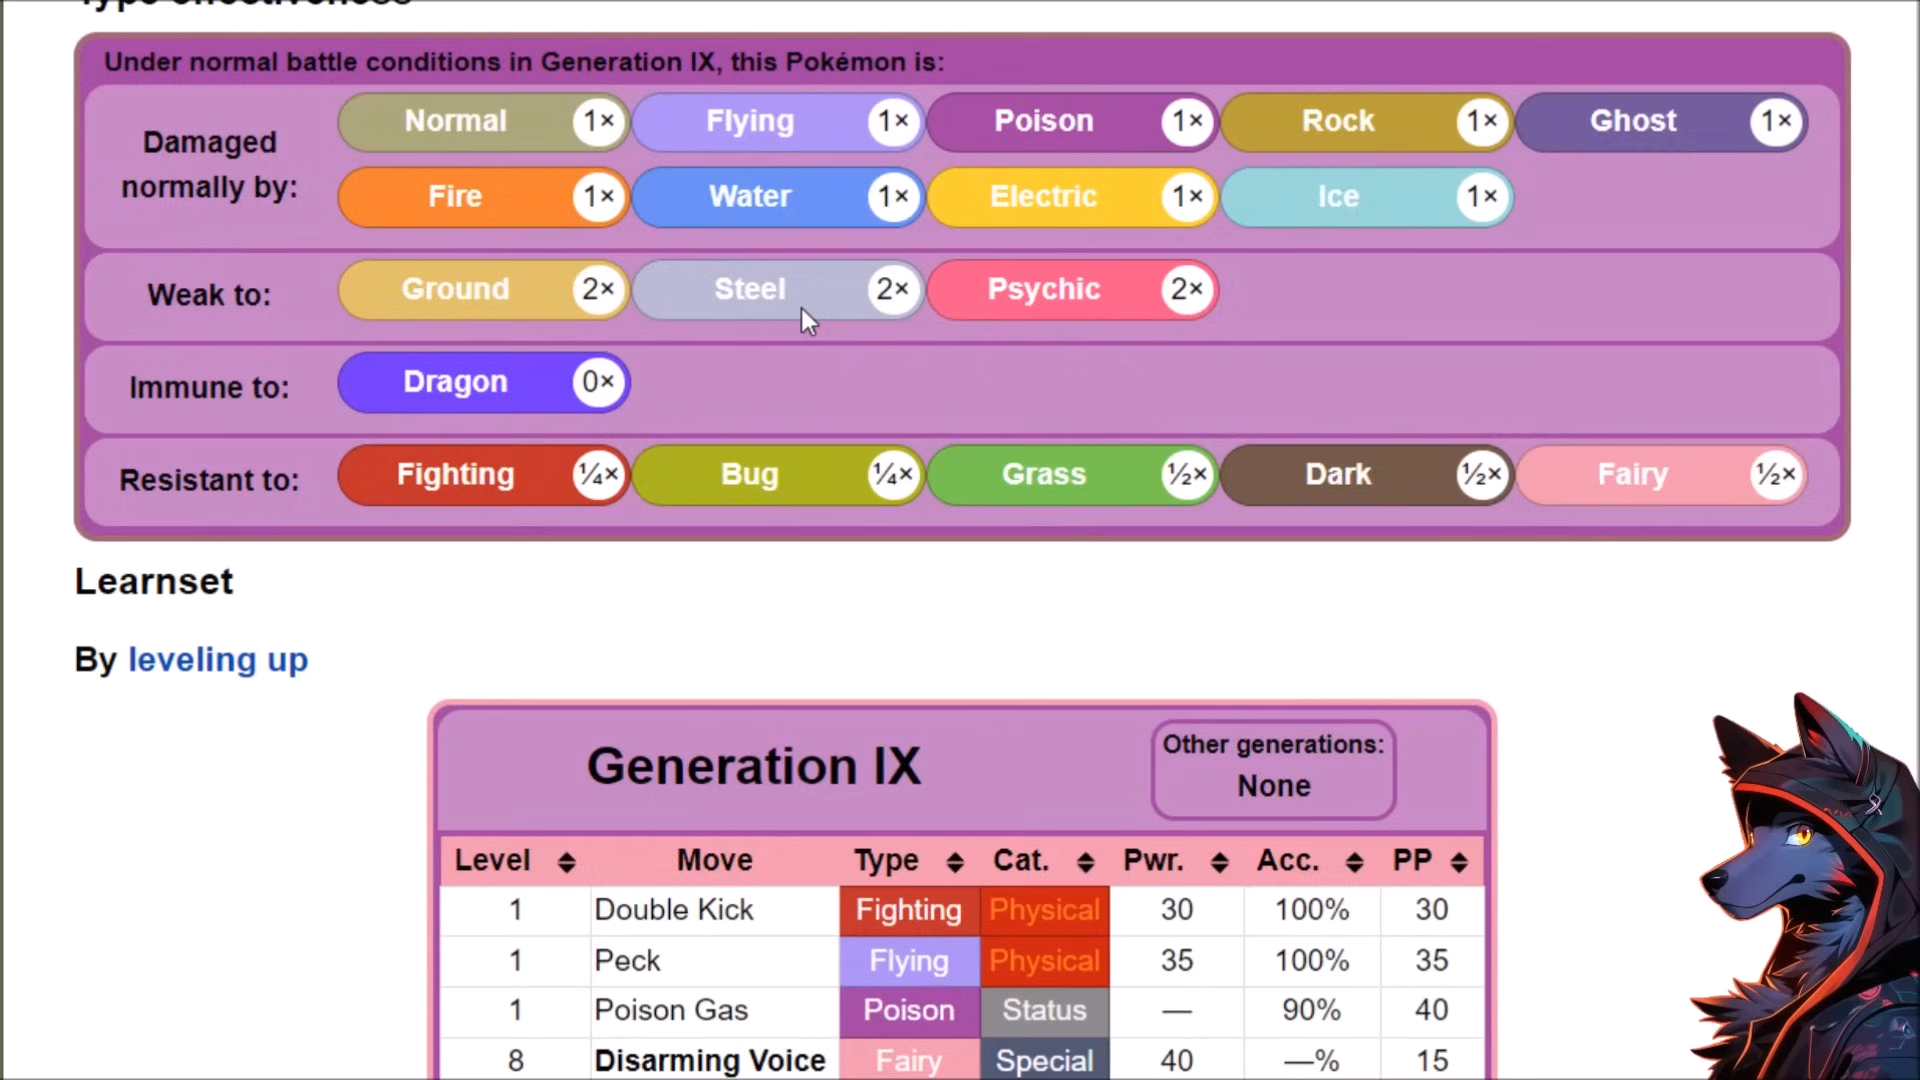 Type effectiveness
Under normal battle conditions in Generation IX, this Pokémon is:
Damaged normally by:
Normal 1× Flying 1× Poison 1× Rock 1× Ghost 1×
Fire 1× Water 1× Electric 1× Ice 1×
Weak to: Ground 2× Steel 2× Psychic 2×
Immune to: Dragon 0×
Resistant to: Fighting ¼× Bug ¼× Grass ½× Dark ½× Fairy ½×
Learnset
By leveling up
Generation IX
Other generations:
None
Level Move Type Cat. Pwr. Acc. PP
1 Double Kick Fighting Physical 30 100% 30
1 Peck Flying Physical 35 100% 35
1 Poison Gas Poison Status — 90% 40
8 Disarming Voice Fairy Special 40 —% 15